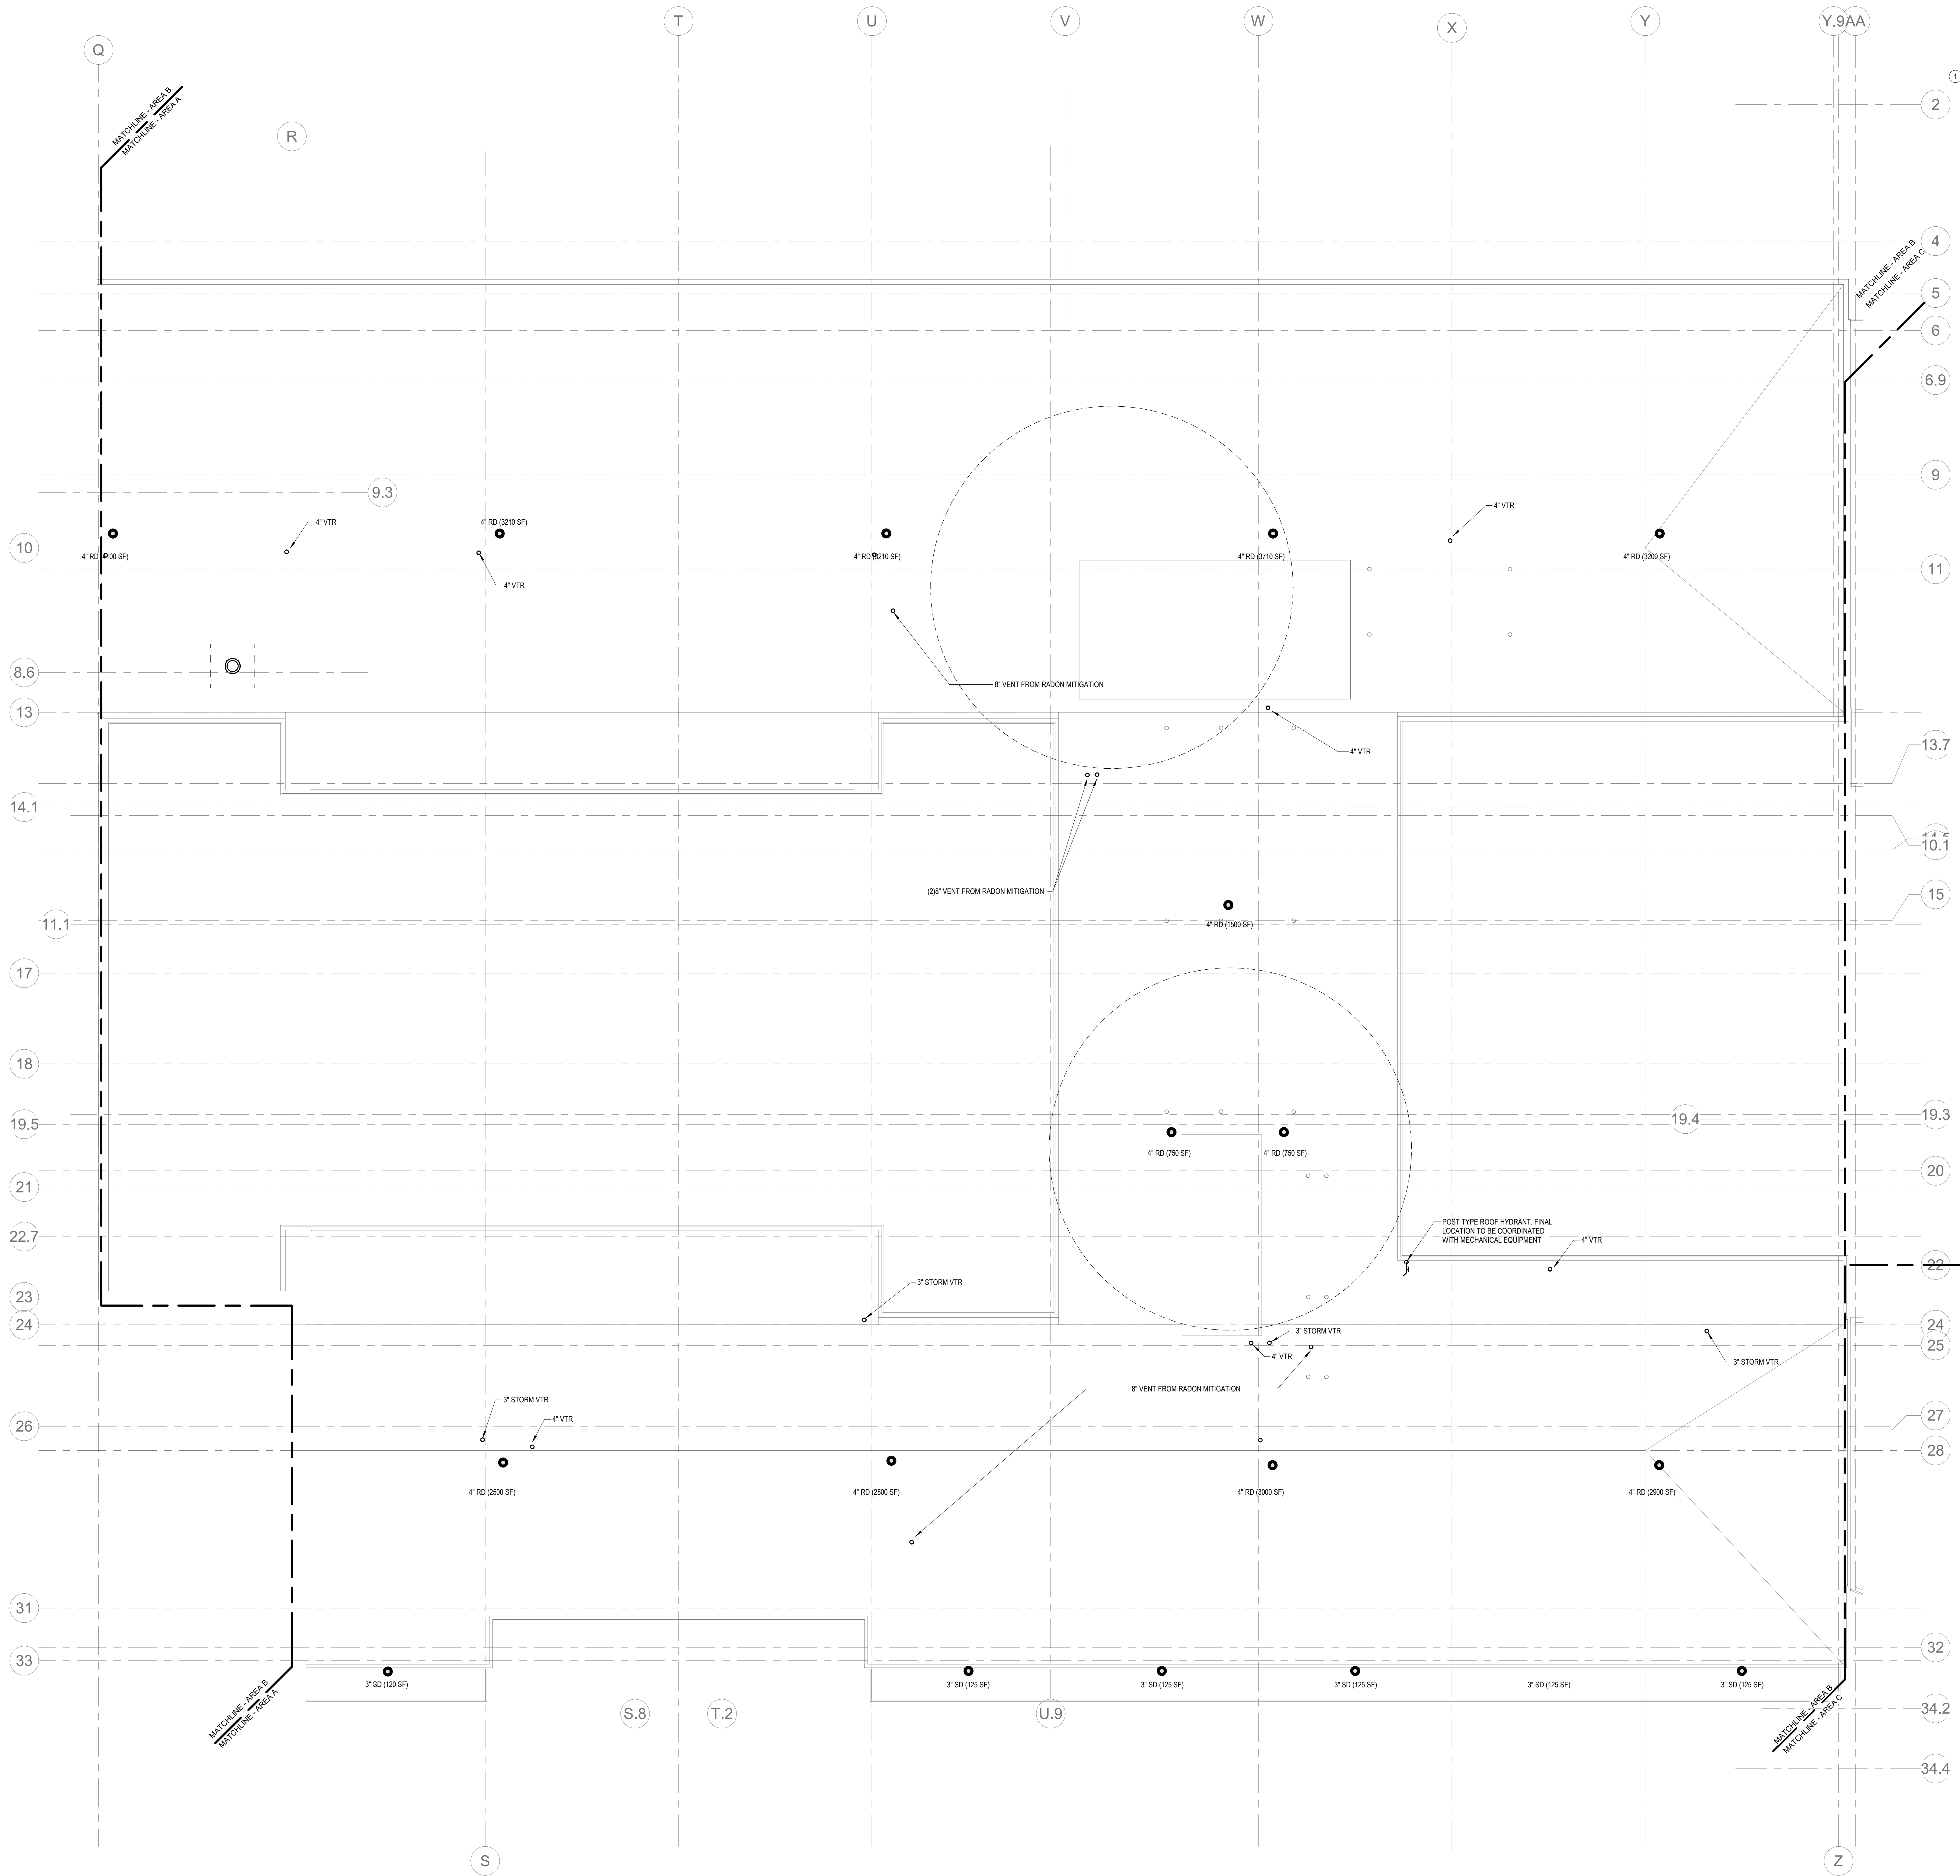 T
U
V
W
X
Y
Y.9
AA
Q
R
1
2
MATCHLINE - AREA B
MATCHLINE - AREA A
4
MATCHLINE - AREA B
MATCHLINE - AREA C
5
6
6.9
9
9.3
4" VTR
4" RD (3210 SF)
4" VTR
10
4" RD
4" RD
4" RD (3710 SF)
4" RD (3200 SF)
11
4" VTR
8.6
8" VENT FROM RADON MITIGATION
13
4" VTR
13.7
14.1
10.1
(2)8" VENT FROM RADON MITIGATION
15
11.1
4" RD (1500 SF)
17
18
19.5
19.4
19.3
4" RD (750 SF)
4" RD (750 SF)
20
21
22.7
POST TYPE ROOF HYDRANT. FINAL
LOCATION TO BE COORDINATED
WITH MECHANICAL EQUIPMENT
4" VTR
22
3" STORM VTR
23
24
24
3" STORM VTR
25
4" VTR
3" STORM VTR
8" VENT FROM RADON MITIGATION
3" STORM VTR
4" VTR
26
27
28
4" RD (2500 SF)
4" RD (2500 SF)
4" RD (3000 SF)
4" RD (2900 SF)
31
32
33
3" SD (120 SF)
3" SD (125 SF)
3" SD (125 SF)
3" SD (125 SF)
3" SD (125 SF)
3" SD (125 SF)
MATCHLINE - AREA B
MATCHLINE - AREA A
S.8
T.2
U.9
MATCHLINE - AREA B
MATCHLINE - AREA C
34.2
34.4
S
Z